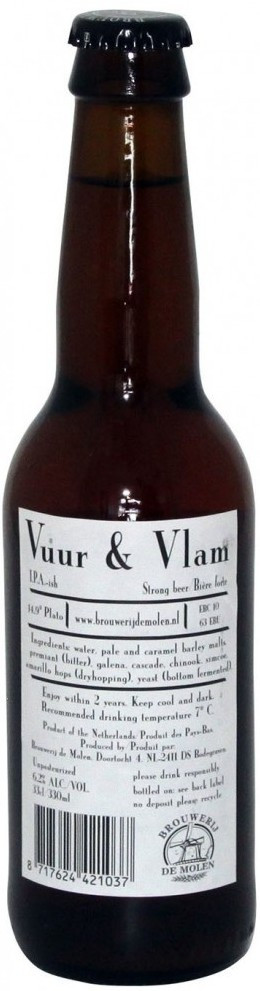 Vuur & Vlam
I.P.A.-ish
Strong beer/Bière forte
14.9° Plato
www.brouwerijdemolen.nl
EBC 10
63 EBU
Ingredients: water, pale and caramel barley malts,
premiant (bitter), galena, cascade, chinook, simcoe,
amarillo hops (dryhopping), yeast (bottom fermented)
Enjoy within 2 years. Keep cool and dark.
Recommended drinking temperature 7° C.
Product of the Netherlands/Produit des Pays-Bas.
Produced by/Produit par:
Brouwerij de Molen, Doortocht 4, NL-2411 DS Bodegraven
Unpasteurized
6.2% ALC/VOL
33cl/330ml
please drink responsibly
bottled on: see back label
no deposit please recycle
8 717624 421037
BROUWERIJ
DE MOLEN